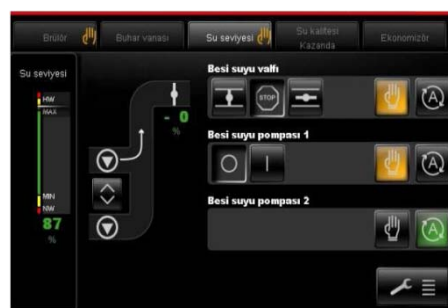 Brülör
Buhar vanası
Su seviyesi
Su kalitesi
Kazanda
Ekonomizör
Su seviyesi
HW
MAX
MIN
NW
87
%
- 0
%
Besi suyu valfi
STOP
A
Besi suyu pompası 1
A
Besi suyu pompası 2
A